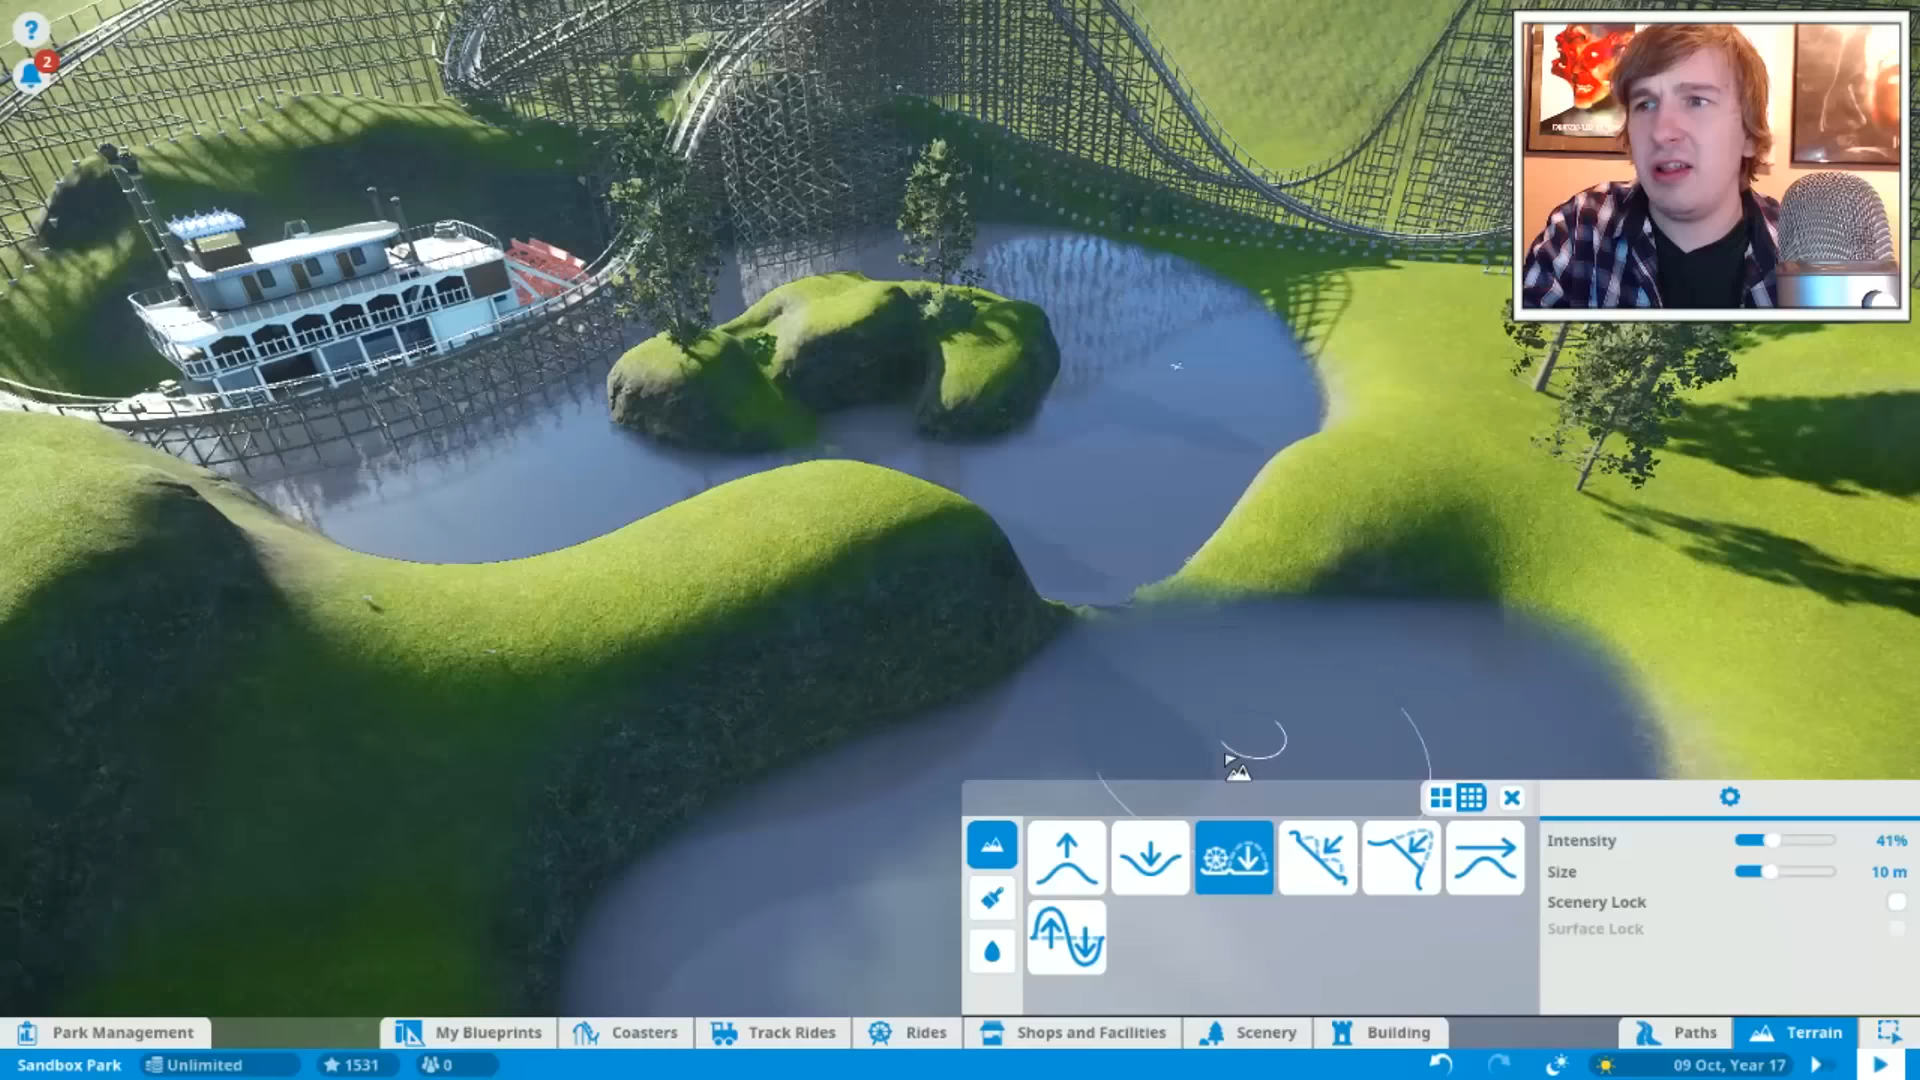 ?
2
Intensity
41%
Size
10 m
Scenery Lock
Surface Lock
Park Management
My Blueprints
Coasters
Track Rides
Rides
Shops and Facilities
Scenery
Building
Paths
Terrain
Sandbox Park
Unlimited
1531
0
09 Oct, Year 17